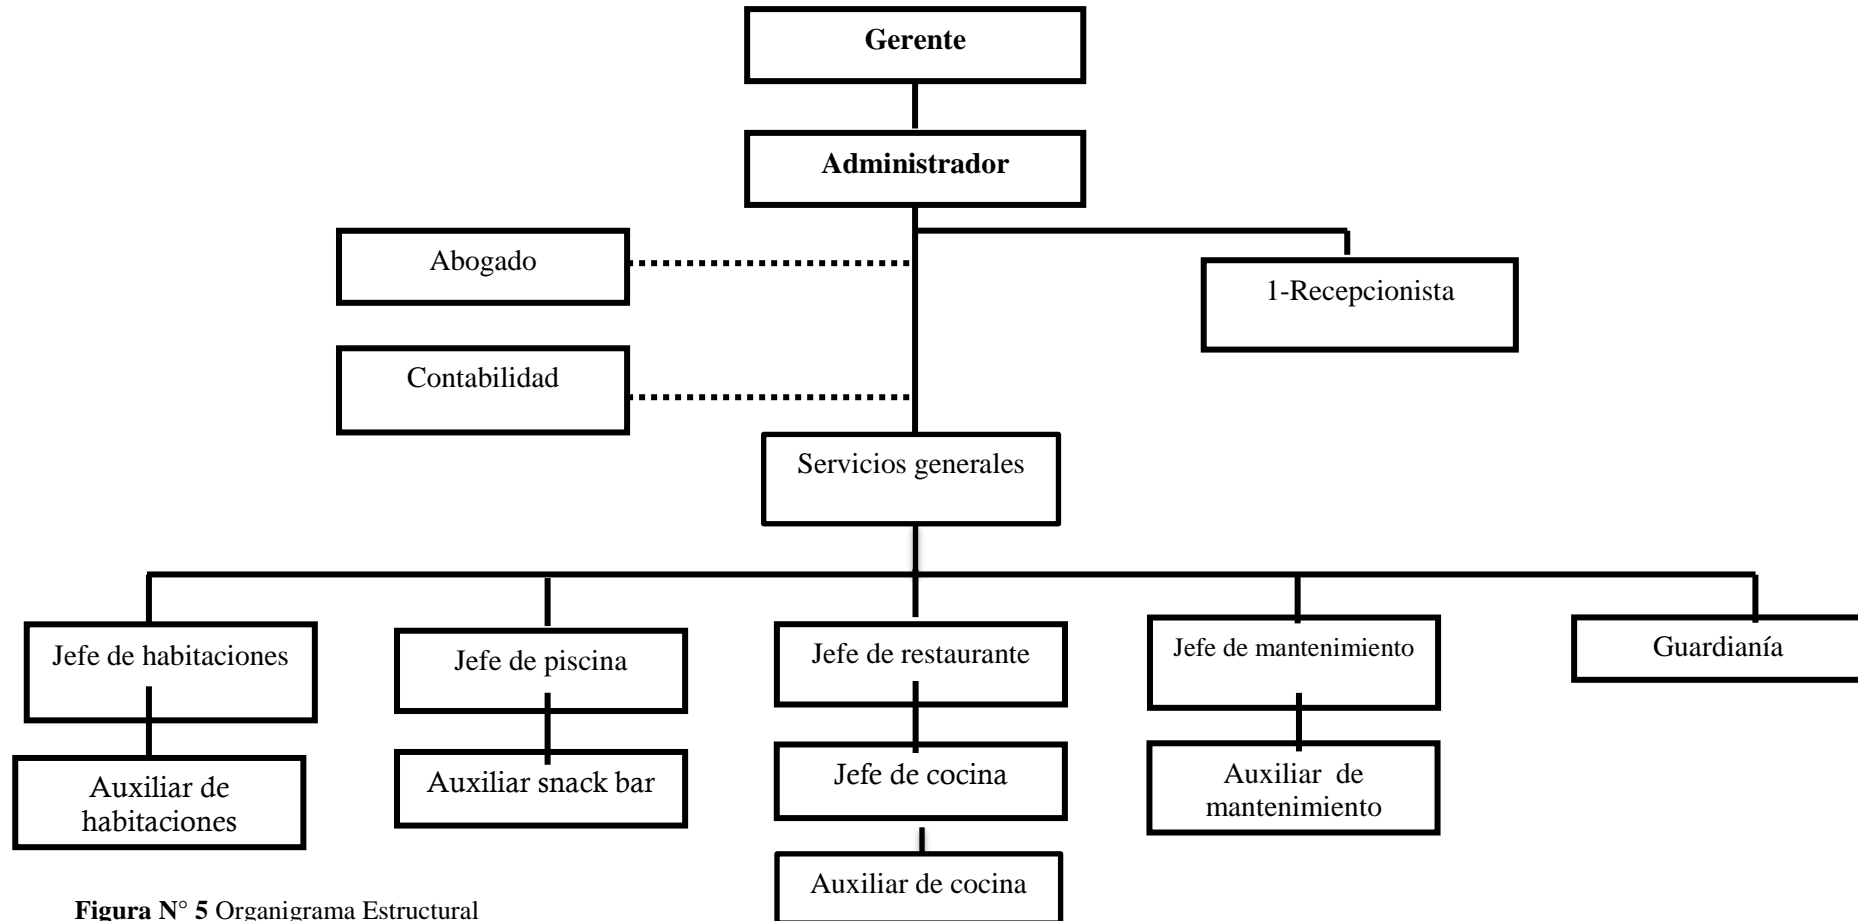 Gerente
Administrador
Abogado
1-Recepcionista
Contabilidad
Servicios generales
Jefe de habitaciones
Jefe de piscina
Jefe de restaurante
Jefe de mantenimiento
Guardianía
Auxiliar de
habitaciones
Auxiliar snack bar
Jefe de cocina
Auxiliar de
mantenimiento
Auxiliar de cocina
Figura N° 5 Organigrama Estructural